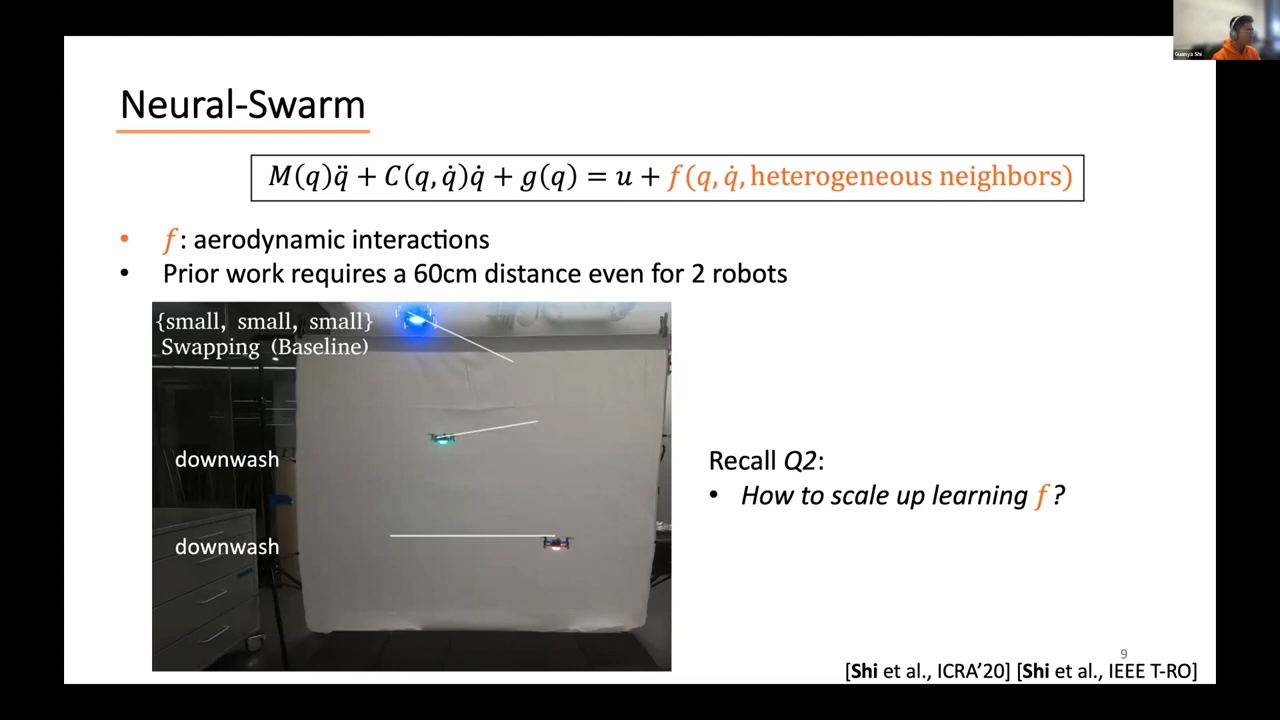 Guanya Shi
Neural-Swarm
M(q)q̈ + C(q, q̇)q̇ + g(q) = u + f(q, q̇, heterogeneous neighbors)
• f: aerodynamic interactions
• Prior work requires a 60cm distance even for 2 robots
{small, small, small}
Swapping (Baseline)
downwash
downwash
Recall Q2:
• How to scale up learning f?
9
[Shi et al., ICRA'20] [Shi et al., IEEE T-RO]